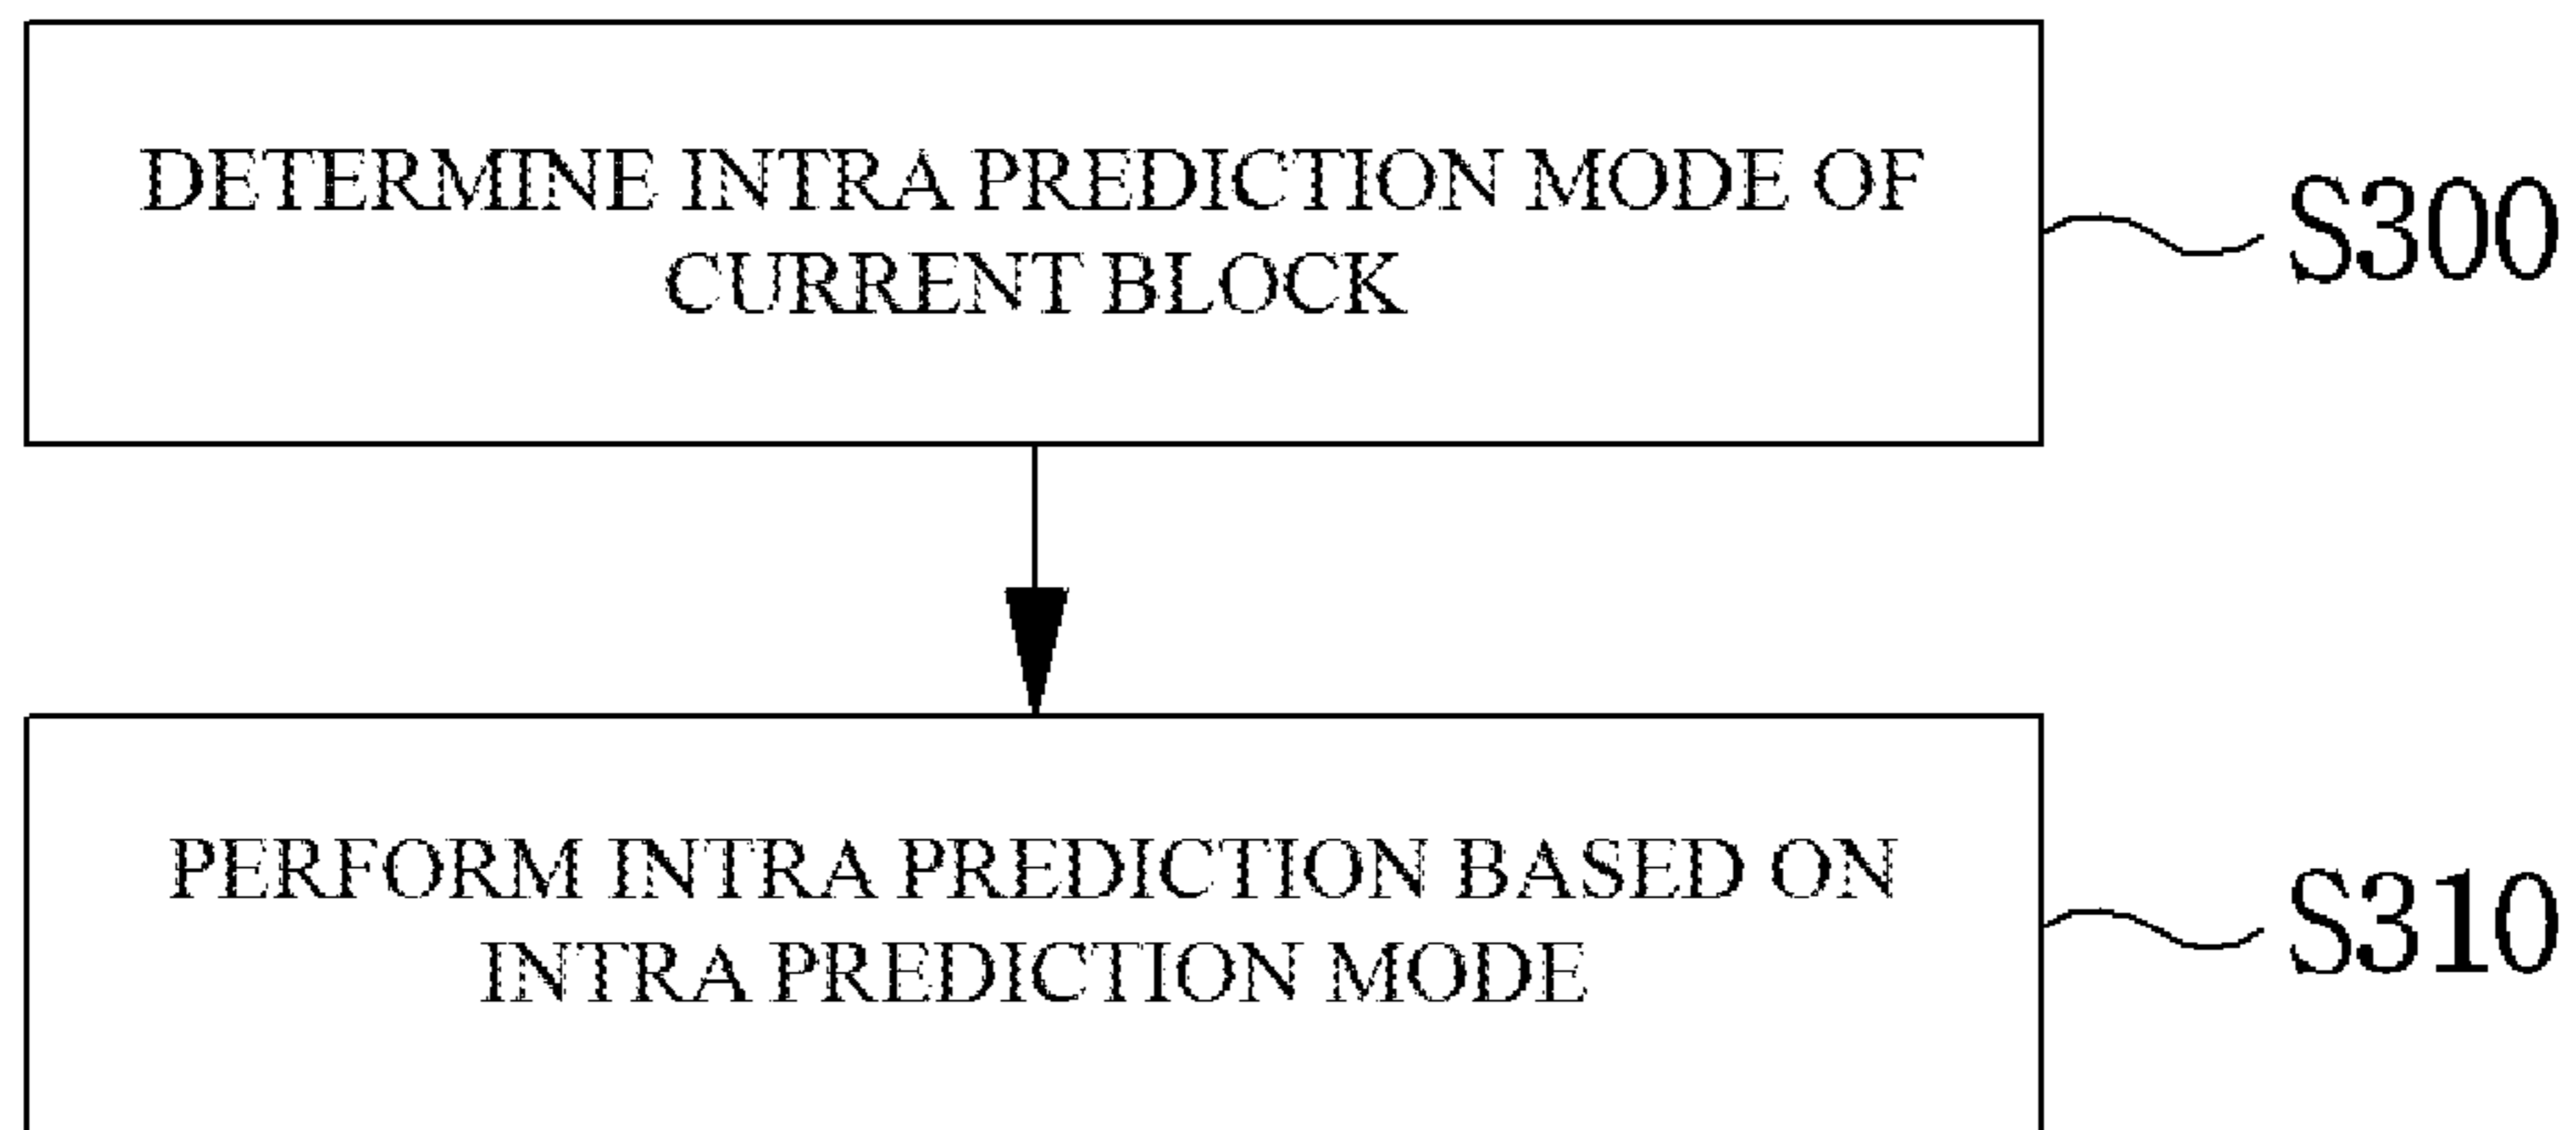 DETERMINE INTRA PREDICTION MODE OF
CURRENT BLOCK
S300
PERFORM INTRA PREDICTION BASED ON
INTRA PREDICTION MODE
S310